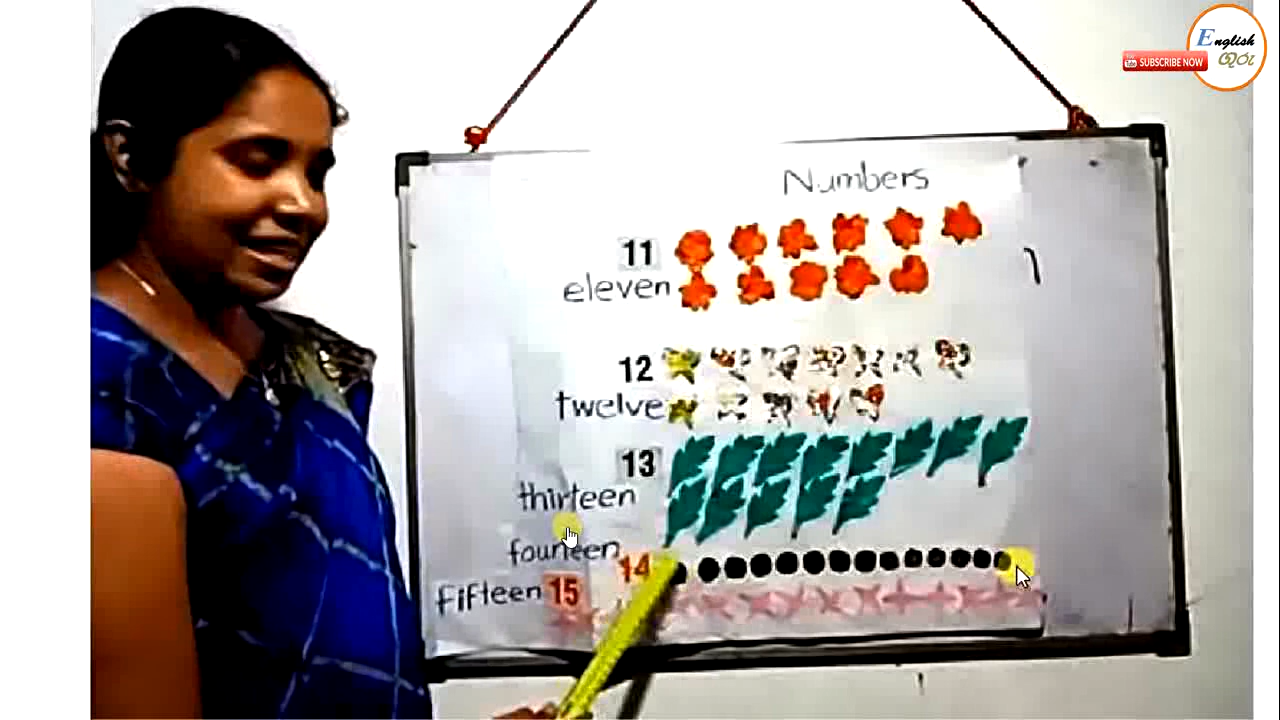 English
ගුරු
SUBSCRIBE NOW
Numbers
11
eleven
12
twelve
13
thirteen
fourteen
14
fifteen 15